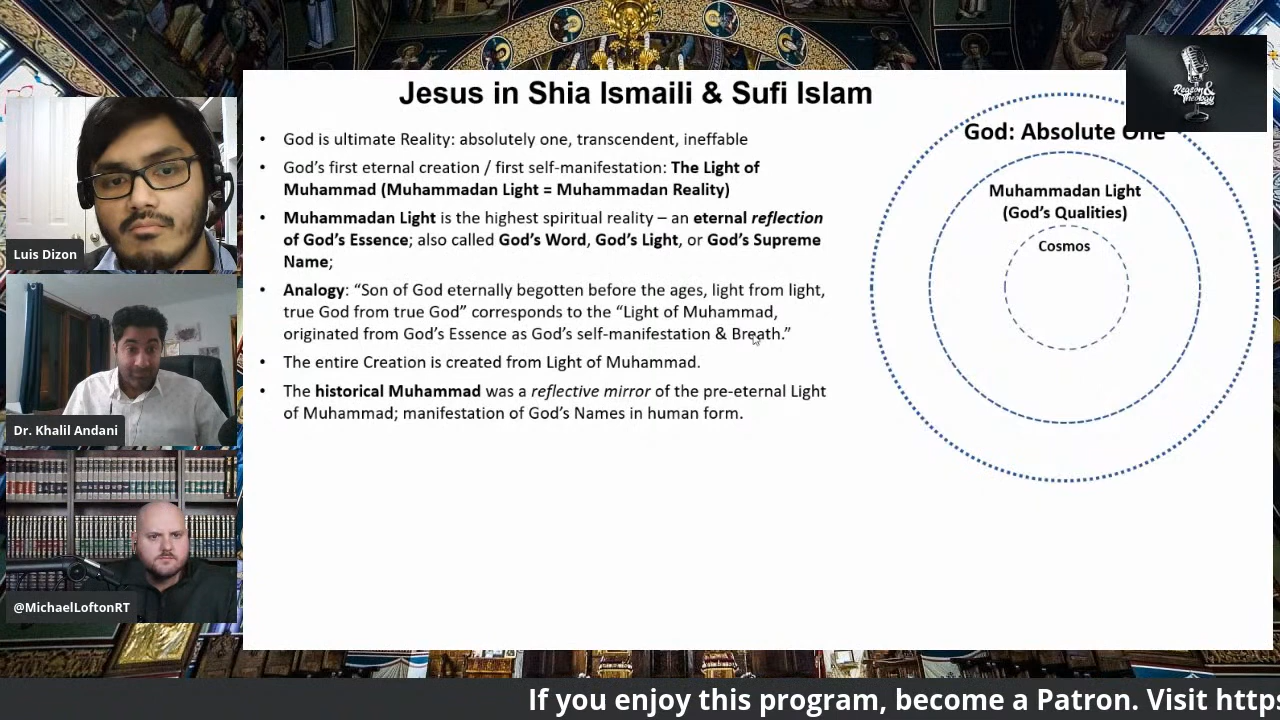 Jesus in Shia Ismaili & Sufi Islam
• God is ultimate Reality: absolutely one, transcendent, ineffable
• God's first eternal creation / first self-manifestation: The Light of
Muhammad (Muhammadan Light = Muhammadan Reality)
• Muhammadan Light is the highest spiritual reality – an eternal reflection
of God's Essence; also called God's Word, God's Light, or God's Supreme
Name;
• Analogy: “Son of God eternally begotten before the ages, light from light,
true God from true God” corresponds to the “Light of Muhammad,
originated from God's Essence as God's self-manifestation & Breath.”
• The entire Creation is created from Light of Muhammad.
• The historical Muhammad was a reflective mirror of the pre-eternal Light
of Muhammad; manifestation of God's Names in human form.
God: Absolute One
Muhammadan Light
(God's Qualities)
Cosmos
Reason &
Theology
Luis Dizon
Dr. Khalil Andani
@MichaelLoftonRT
If you enjoy this program, become a Patron. Visit http